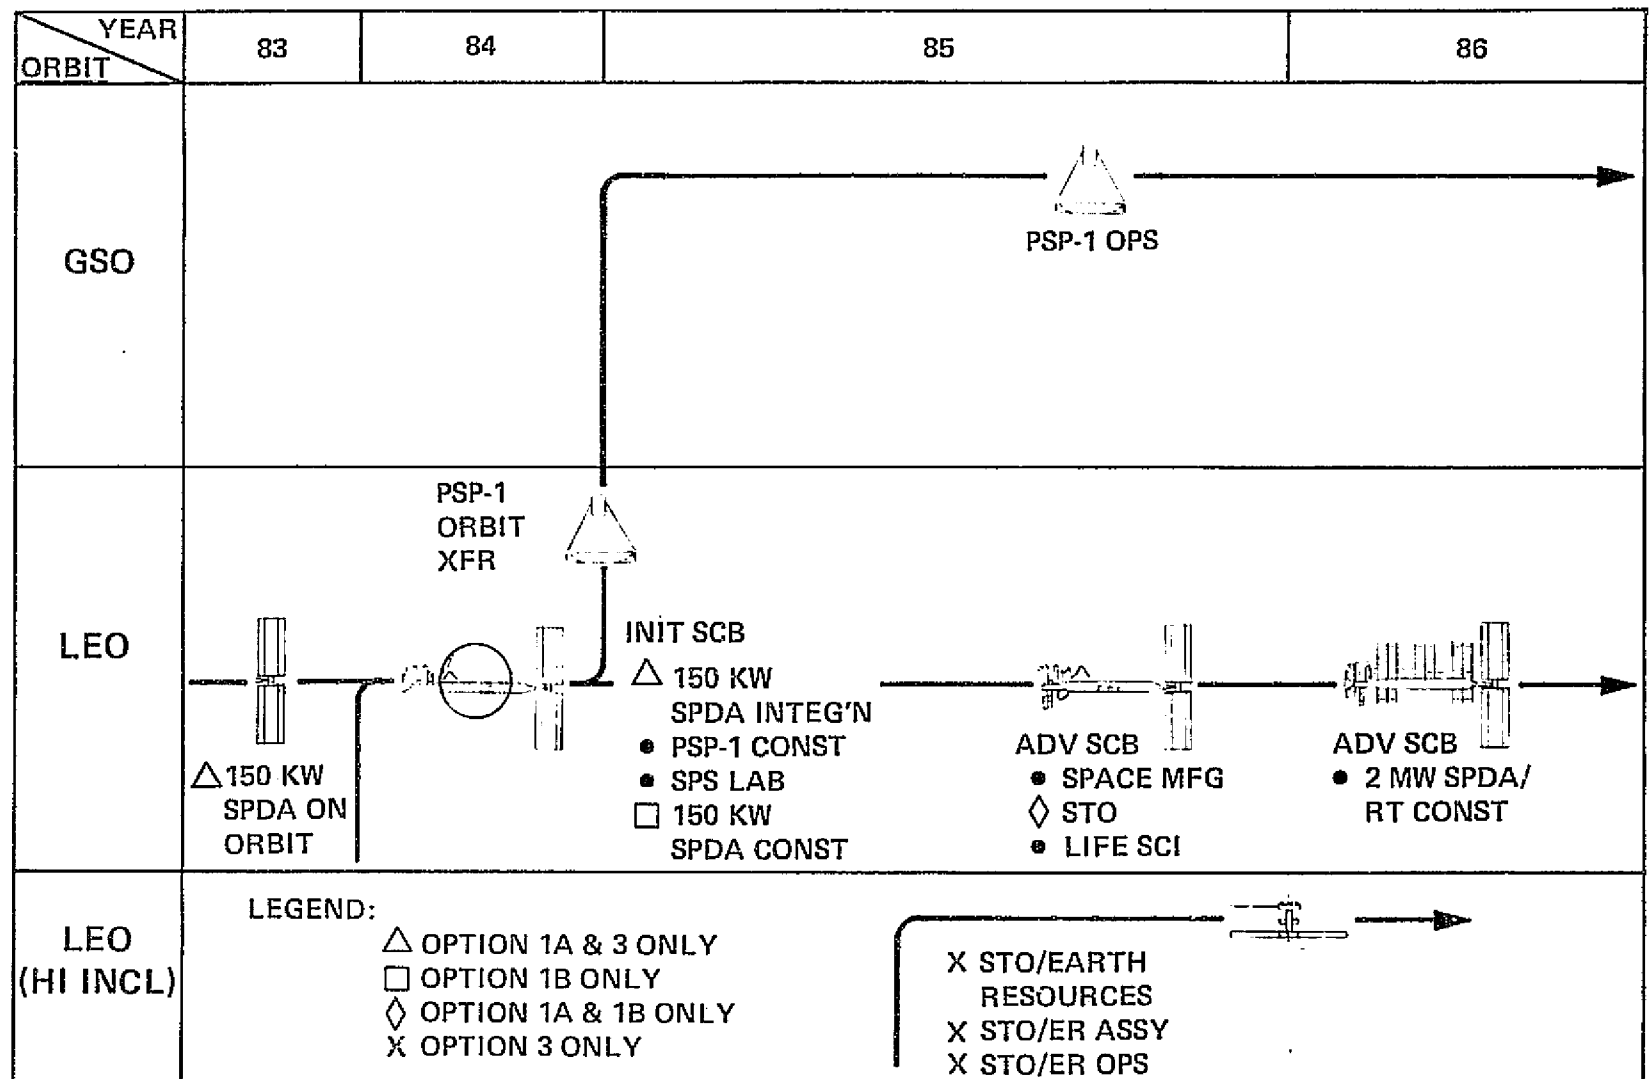 YEAR
ORBIT
83
84
85
86
GSO
PSP-1 OPS
LEO
PSP-1
ORBIT
XFR
△ 150 KW
SPDA ON
ORBIT
INIT SCB
△ 150 KW
SPDA INTEG'N
• PSP-1 CONST
• SPS LAB
□ 150 KW
SPDA CONST
ADV SCB
• SPACE MFG
◇ STO
• LIFE SCI
ADV SCB
• 2 MW SPDA/
RT CONST
LEO
(HI INCL)
LEGEND:
△ OPTION 1A & 3 ONLY
□ OPTION 1B ONLY
◇ OPTION 1A & 1B ONLY
X OPTION 3 ONLY
X STO/EARTH
RESOURCES
X STO/ER ASSY
X STO/ER OPS